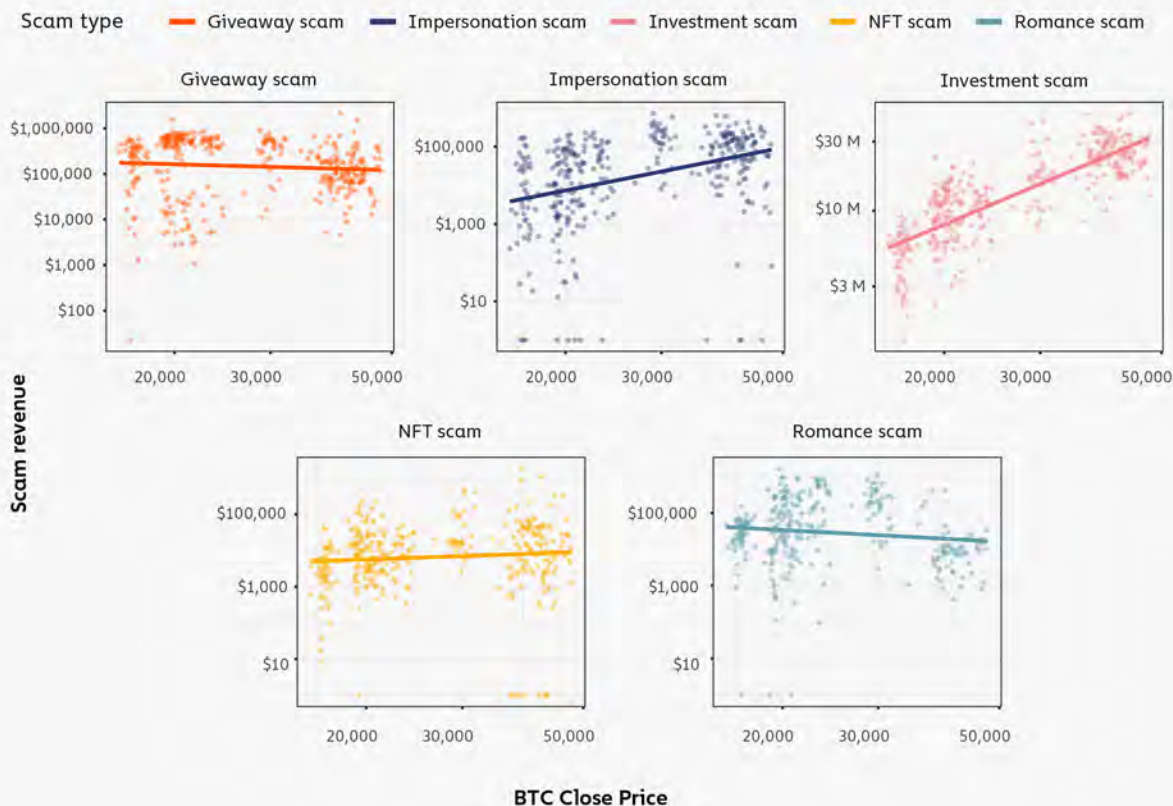 Scam type Giveaway scam Impersonation scam Investment scam NFT scam Romance scam
Giveaway scam
$1,000,000
$100,000
$10,000
$1,000
$100
20,000 30,000 50,000
Impersonation scam
$100,000
$1,000
$10
20,000 30,000 50,000
Investment scam
$30 M
$10 M
$3 M
20,000 30,000 50,000
Scam revenue
NFT scam
$100,000
$1,000
$10
20,000 30,000 50,000
Romance scam
$100,000
$1,000
$10
20,000 30,000 50,000
BTC Close Price